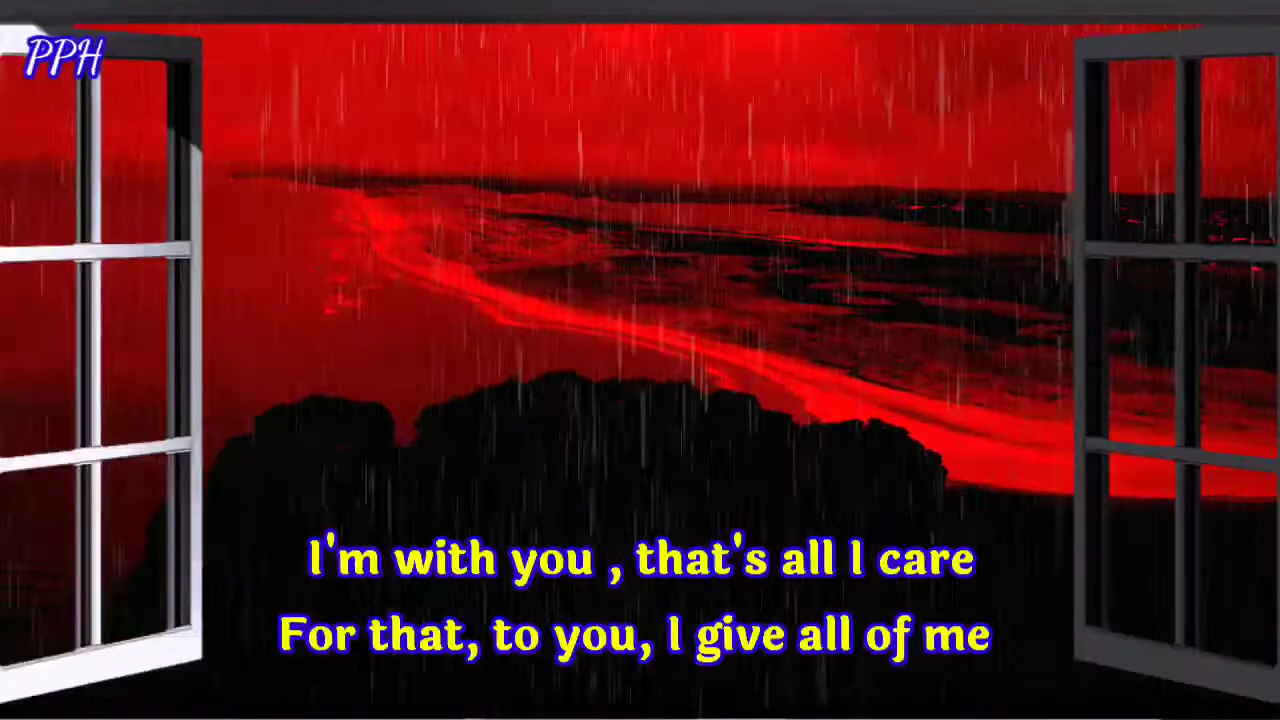 PPH
I'm with you , that's all I care
For that, to you, I give all of me